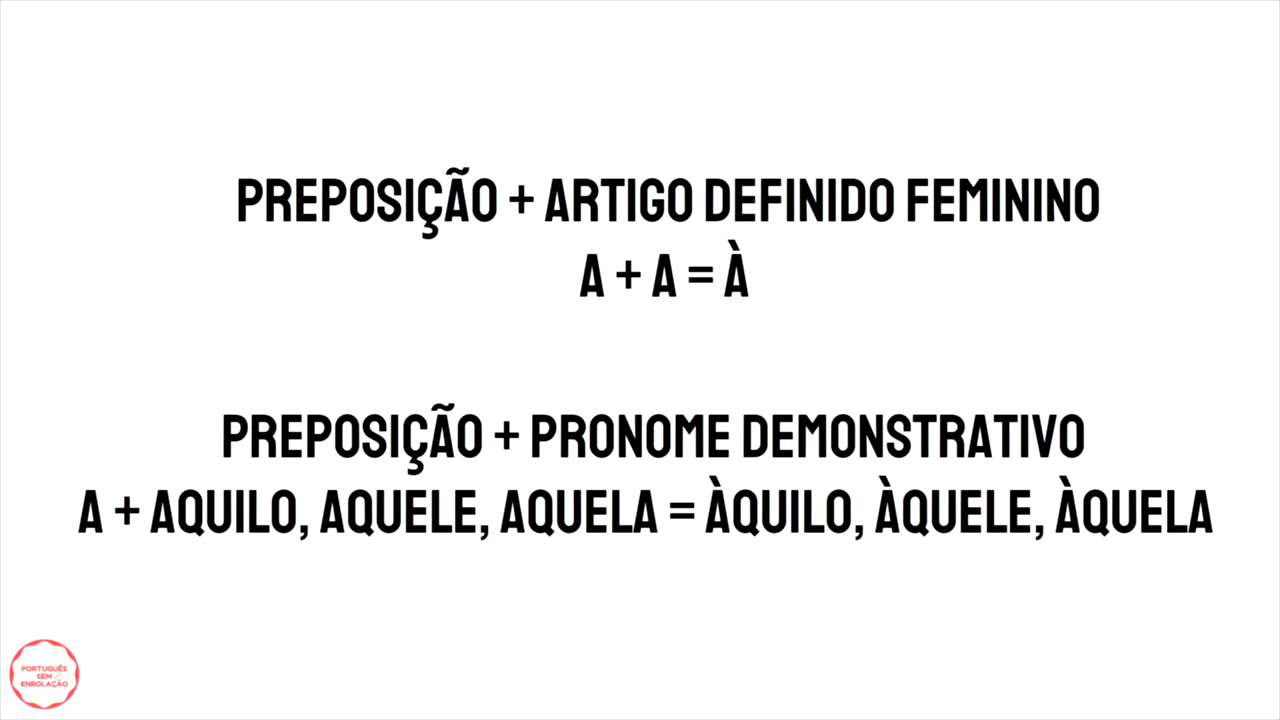 PREPOSIÇÃO + ARTIGO DEFINIDO FEMININO
A + A = À
PREPOSIÇÃO + PRONOME DEMONSTRATIVO
A + AQUILO, AQUELE, AQUELA = ÀQUILO, ÀQUELE, ÀQUELA
PORTUGUÊS
SEM
ENROLAÇÃO